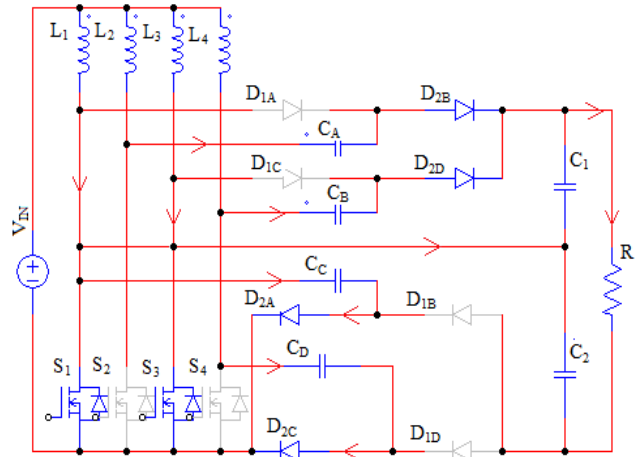 L1 L2 L3 L4
D1A D2B
CA
D1C D2D
CB
C1
VIN
R
CC
D2A D1B
CD
C2
S1 S2 S3 S4
D2C D1D